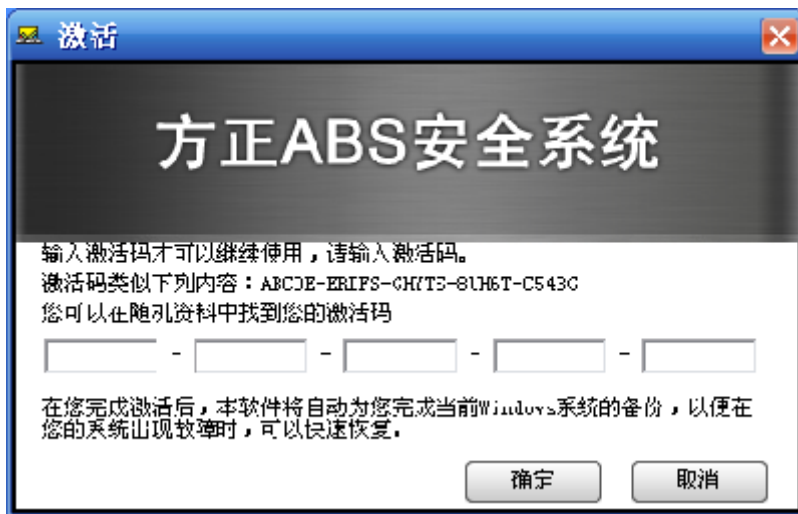 激活
方正ABS安全系统
输入激活码才可以继续使用，请输入激活码。
激活码类似下列内容：
您可以在随机资料中找到您的激活码
- - - -
在您完成激活后，本软件将自动为您完成当前Windows系统的备份，以便在
您的系统出现故障时，可以快速恢复。
确定 取消